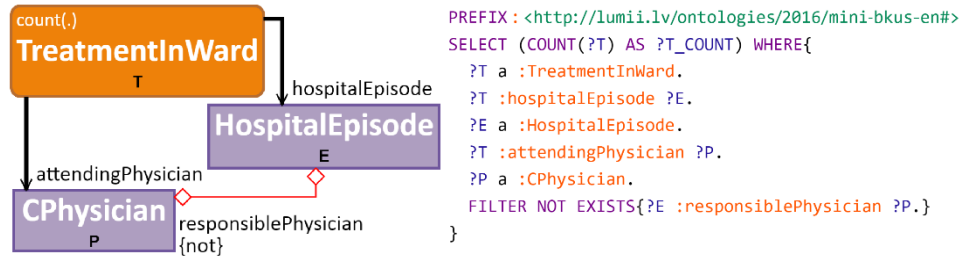 count(.)
TreatmentInWard
T
hospitalEpisode
HospitalEpisode
E
attendingPhysician
CPhysician
P
responsiblePhysician
{not}
PREFIX:<http://lumii.lv/ontologies/2016/mini-bkus-en#>
SELECT (COUNT(?T) AS ?T_COUNT) WHERE{
?T a :TreatmentInWard.
?T :hospitalEpisode ?E.
?E a :HospitalEpisode.
?T :attendingPhysician ?P.
?P a :CPhysician.
FILTER NOT EXISTS{?E :responsiblePhysician ?P.}
}